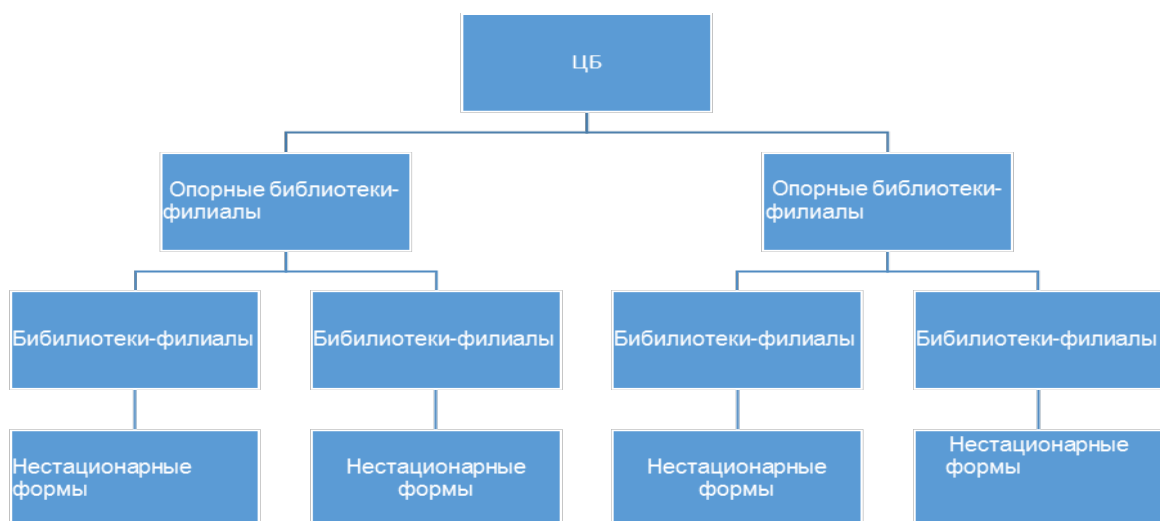 ЦБ
Опорные библиотеки-
филиалы
Опорные библиотеки-
филиалы
Бибилиотеки-филиалы
Бибилиотеки-филиалы
Бибилиотеки-филиалы
Бибилиотеки-филиалы
Нестационарные
формы
Нестационарные
формы
Нестационарные
формы
Нестационарные
формы